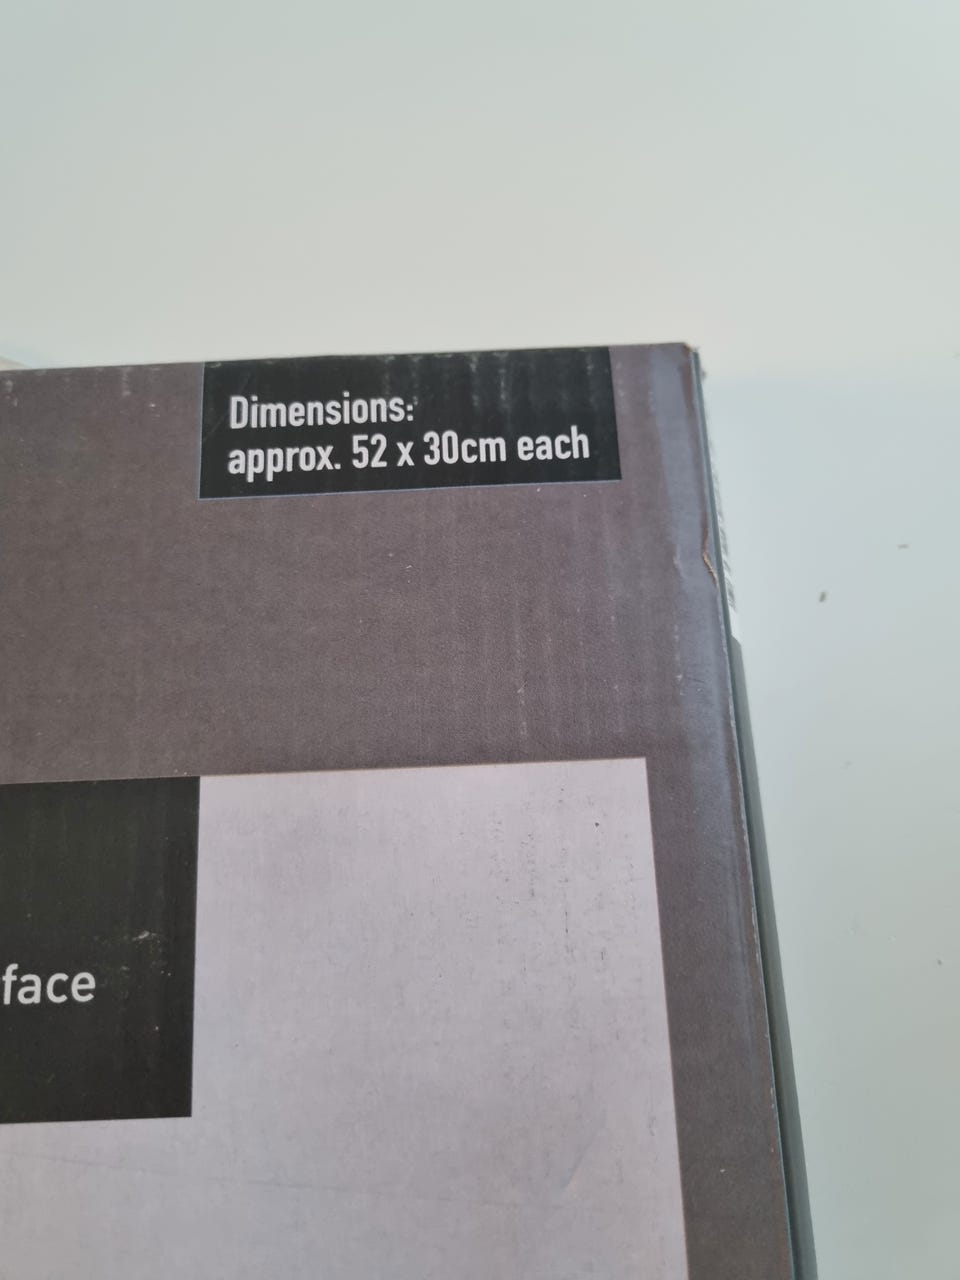 Dimensions:
approx. 52 x 30cm each
face